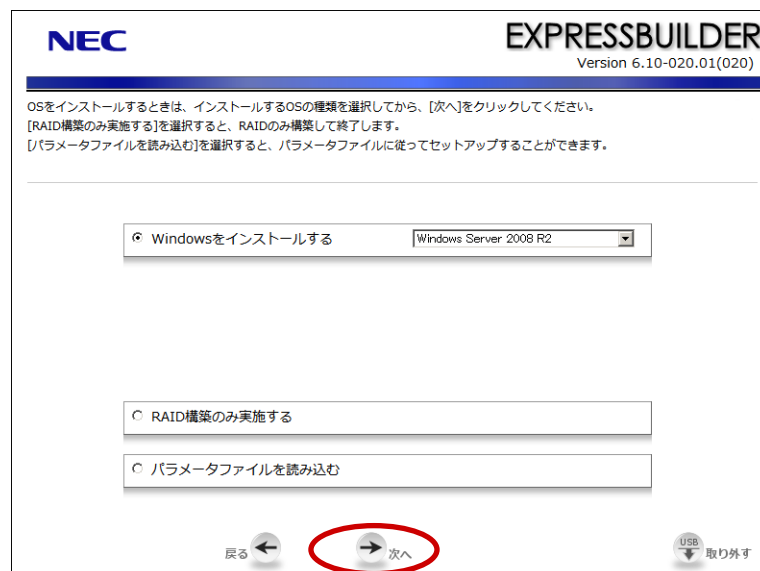 NEC
EXPRESSBUILDER
Version 6.10-020.01(020)
OSをインストールするときは、インストールするOSの種類を選択してから、[次へ]をクリックしてください。
[RAID構築のみ実施する]を選択すると、RAIDのみ構築して終了します。
[パラメータファイルを読み込む]を選択すると、パラメータファイルに従ってセットアップすることができます。
Windowsをインストールする
Windows Server 2008 R2
RAID構築のみ実施する
パラメータファイルを読み込む
戻る
次へ
USB
取り外す